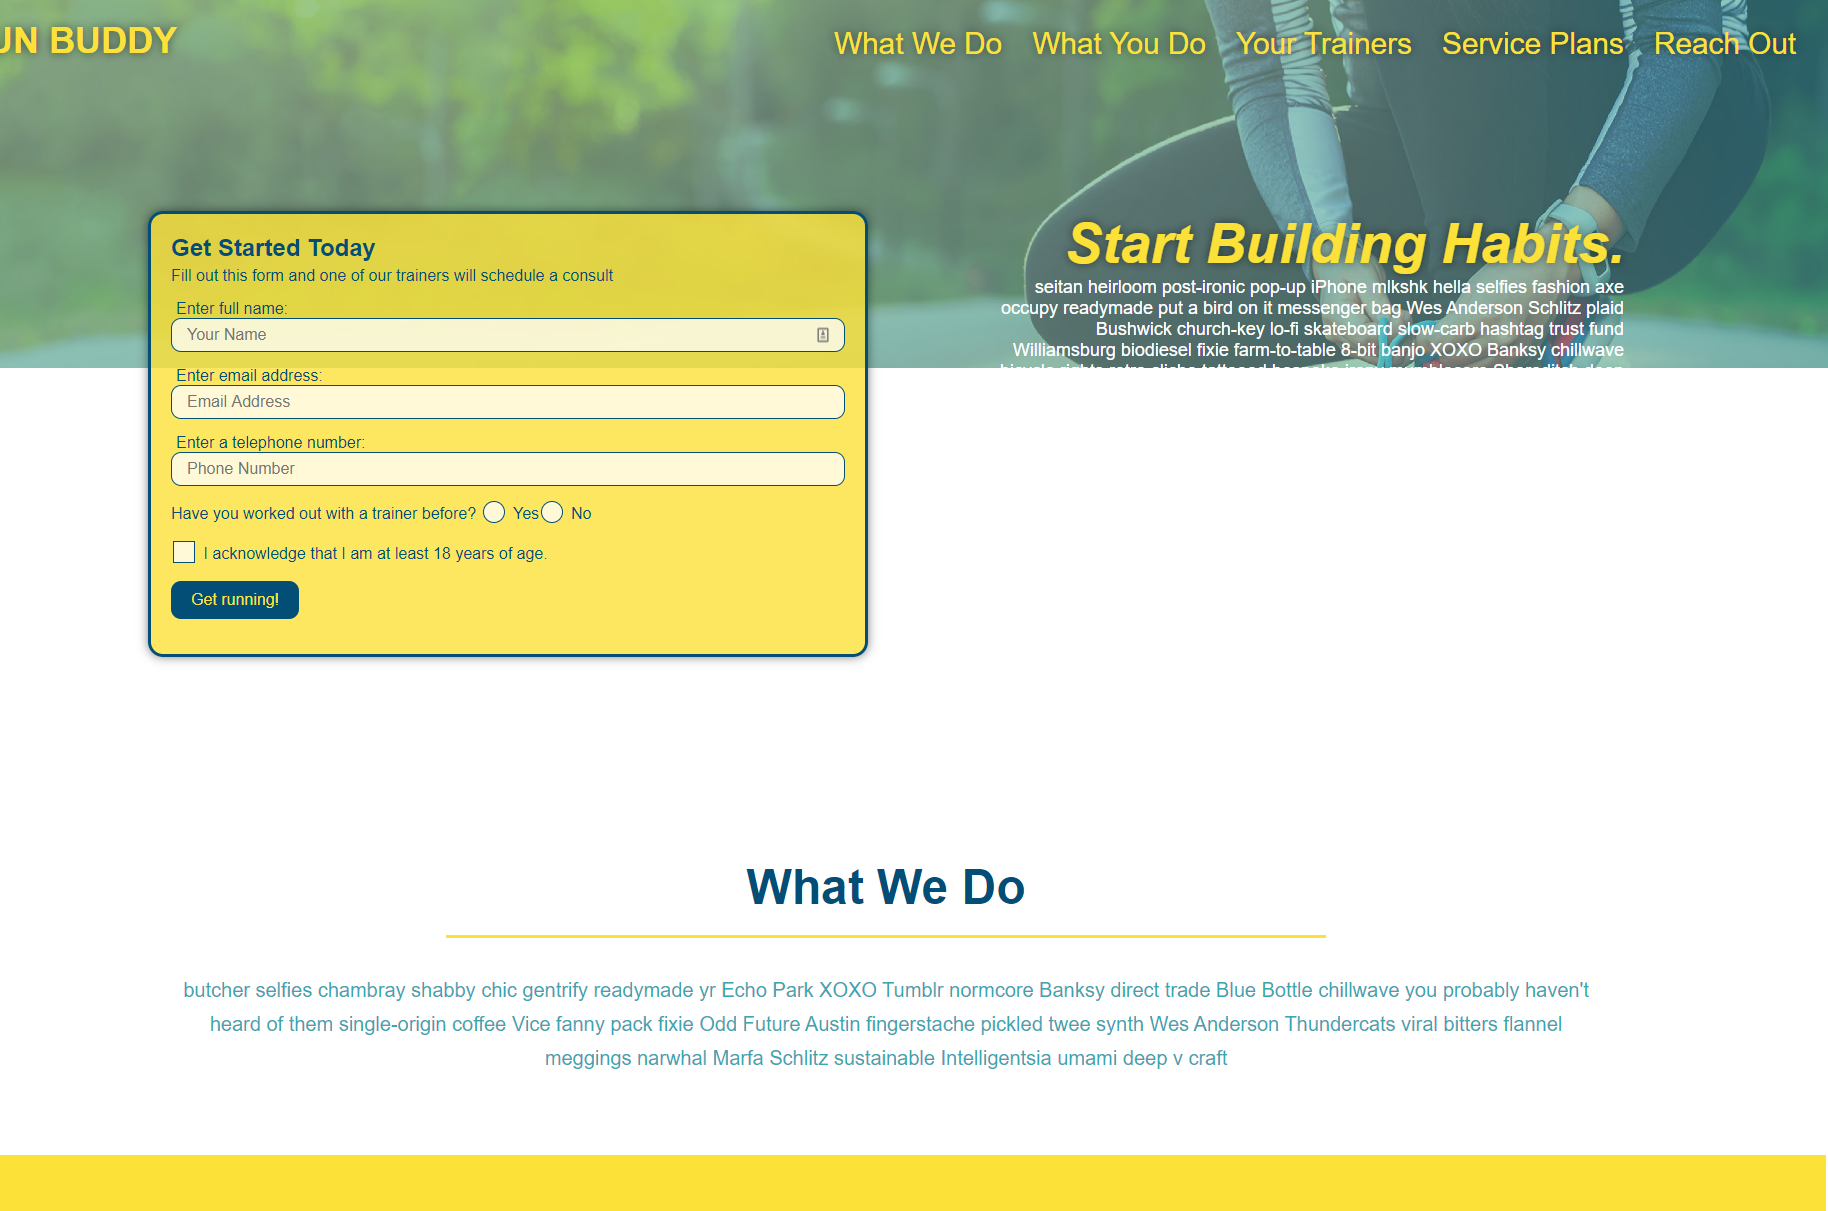 UN BUDDY
What We Do What You Do Your Trainers Service Plans Reach Out
Get Started Today
Fill out this form and one of our trainers will schedule a consult
Enter full name:
Your Name
Enter email address:
Email Address
Enter a telephone number:
Phone Number
Have you worked out with a trainer before? Yes No
I acknowledge that I am at least 18 years of age.
Get running!
Start Building Habits.
seitan heirloom post-ironic pop-up iPhone mlkshk hella selfies fashion axe
occupy readymade put a bird on it messenger bag Wes Anderson Schlitz plaid
Bushwick church-key lo-fi skateboard slow-carb hashtag trust fund
Williamsburg biodiesel fixie farm-to-table 8-bit banjo XOXO Banksy chillwave
What We Do
butcher selfies chambray shabby chic gentrify readymade yr Echo Park XOXO Tumblr normcore Banksy direct trade Blue Bottle chillwave you probably haven't
heard of them single-origin coffee Vice fanny pack fixie Odd Future Austin fingerstache pickled twee synth Wes Anderson Thundercats viral bitters flannel
meggings narwhal Marfa Schlitz sustainable Intelligentsia umami deep v craft